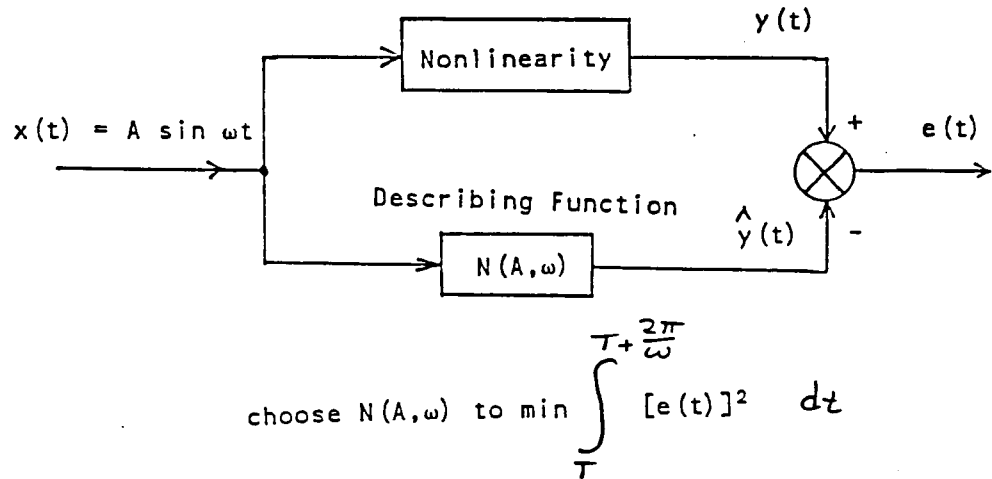 y(t)
Nonlinearity
x(t) = A sin ωt
+
e(t)
Describing Function
ŷ(t)
-
N(A,ω)
T + 2π/ω
choose N(A,ω) to min ∫ [e(t)]² dt
T